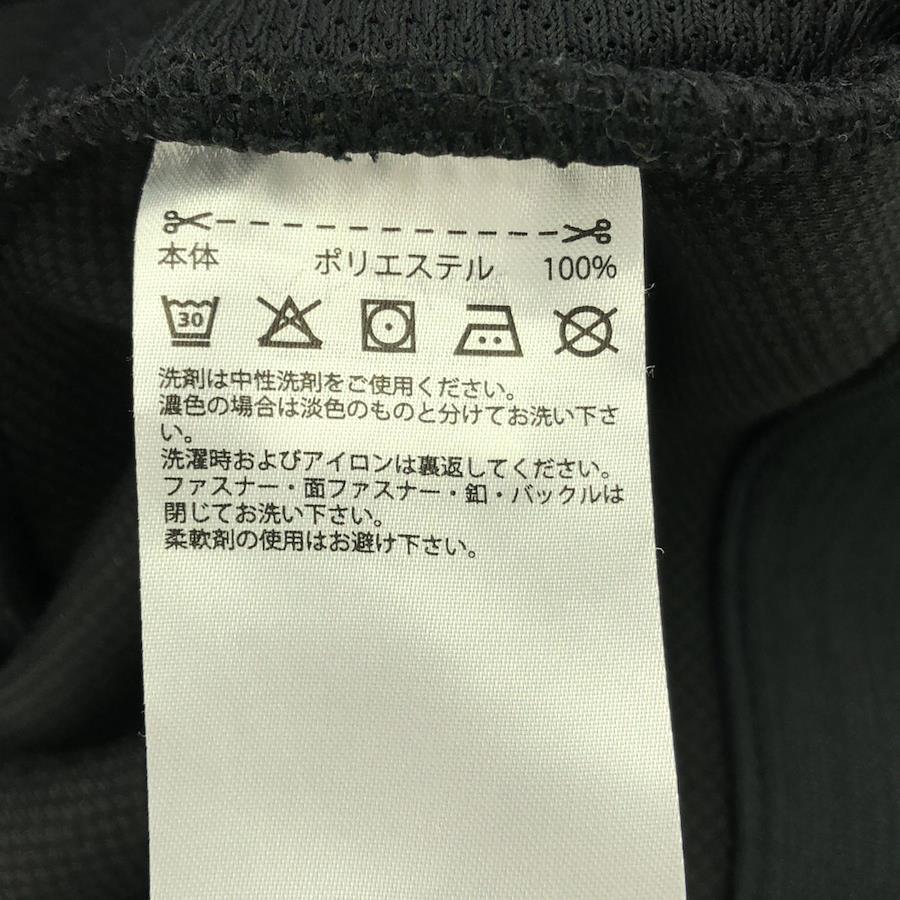 本体 ポリエステル 100%
30
洗剤は中性洗剤をご使用ください。
濃色の場合は淡色のものと分けてお洗い下さ
い。
洗濯時およびアイロンは裏返してください。
ファスナー・面ファスナー・釦・バックルは
閉じてお洗い下さい。
柔軟剤の使用はお避け下さい。